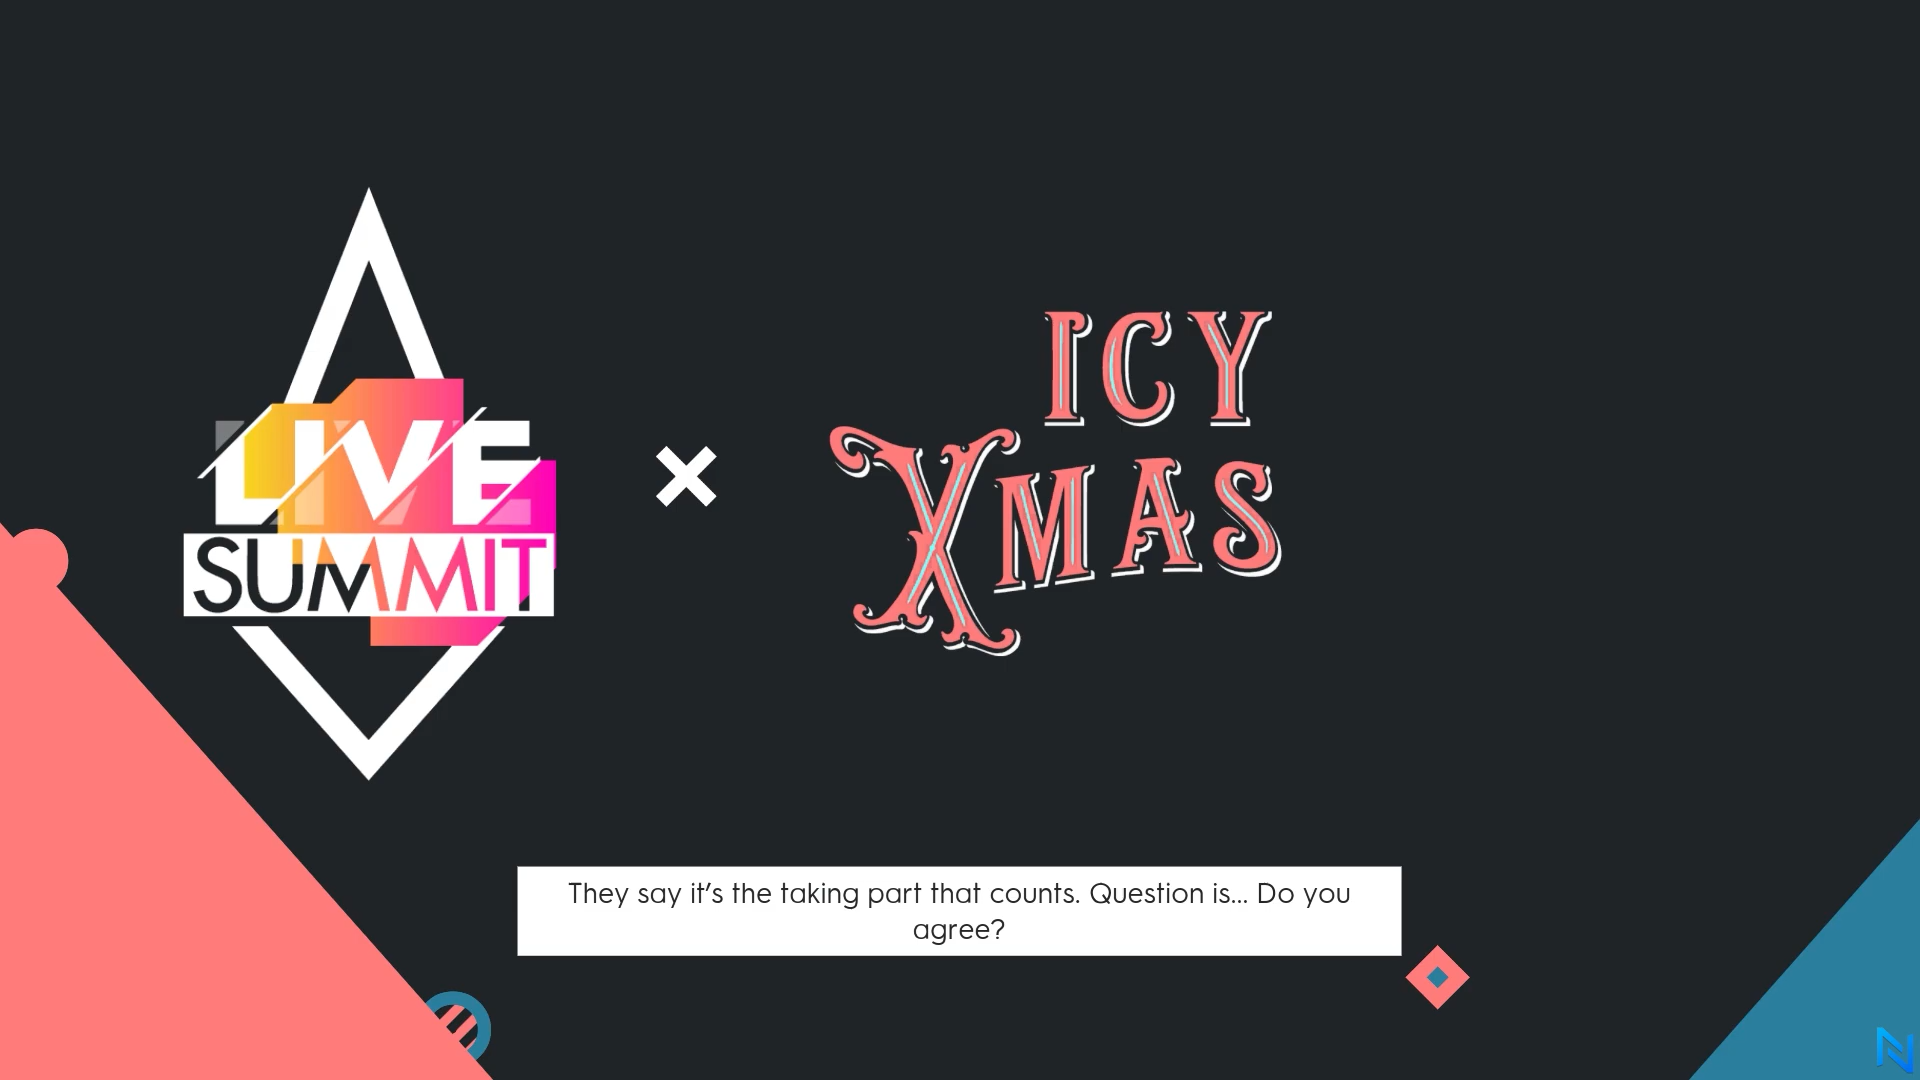 LIVE
SUMMIT
×
ICY
XMAS
They say it's the taking part that counts. Question is... Do you
agree?
N